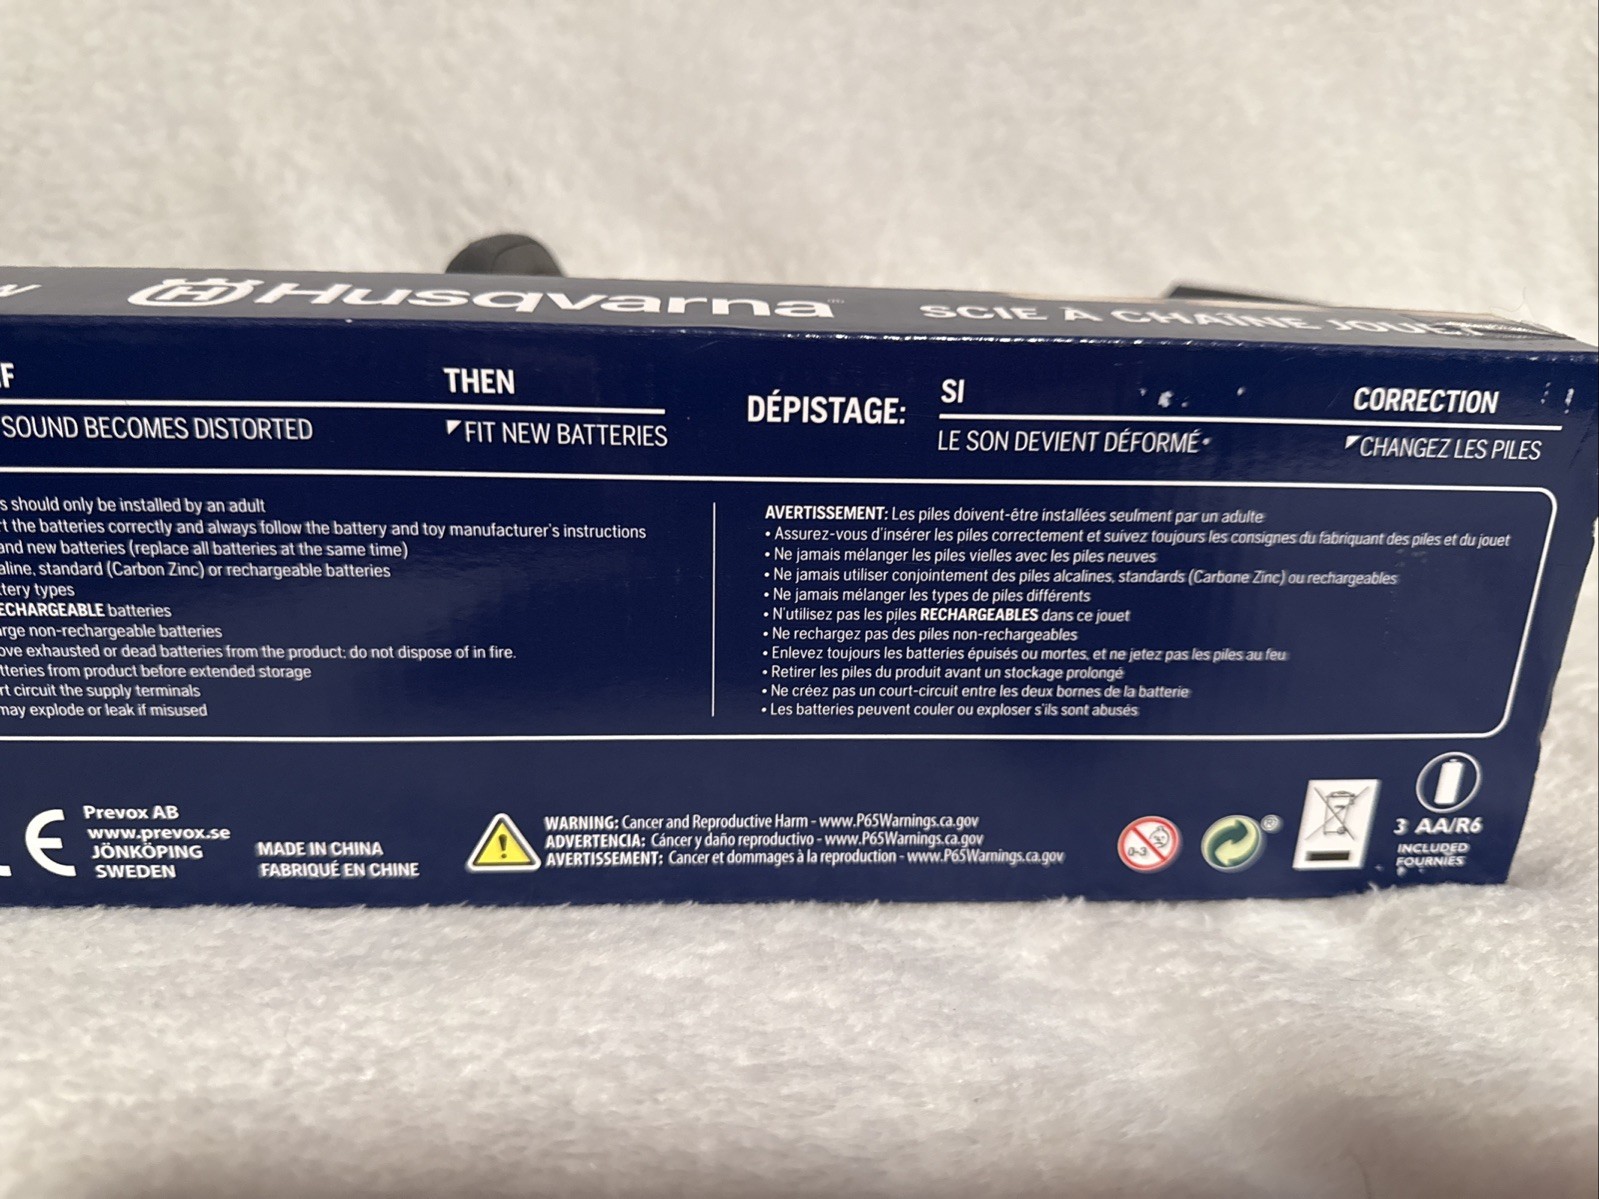 Husqvarna
SCIE À CHAÎNE JOUET
THEN
SOUND BECOMES DISTORTED
FIT NEW BATTERIES
DÉPISTAGE:
SI
CORRECTION
LE SON DEVIENT DÉFORMÉ
CHANGEZ LES PILES
should only be installed by an adult
the batteries correctly and always follow the battery and toy manufacturer's instructions
and new batteries (replace all batteries at the same time)
standard (Carbon Zinc) or rechargeable batteries
types
batteries
non-rechargeable batteries
exhausted or dead batteries from the product; do not dispose of in fire.
from product before extended storage
circuit the supply terminals
may explode or leak if misused
AVERTISSEMENT: Les piles doivent-être installées seulment par un adulte
• Assurez-vous d'insérer les piles correctement et suivez toujours les consignes du fabriquant des piles et du jouet
• Ne jamais mélanger les piles vielles avec les piles neuves
• Ne jamais utiliser conjointement des piles alcalines, standards (Carbone Zinc) ou rechargeables
• Ne jamais mélanger les types de piles différents
• N'utilisez pas les piles RECHARGEABLES dans ce jouet
• Ne rechargez pas des piles non-rechargeables
• Enlevez toujours les batteries épuisés ou mortes, et ne jetez pas les piles au feu
• Retirer les piles du produit avant un stockage prolongé
• Ne créez pas un court-circuit entre les deux bornes de la batterie
• Les batteries peuvent couler ou exploser s'ils sont abusés
CE
Prevox AB
www.prevox.se
JÖNKÖPING
SWEDEN
MADE IN CHINA
FABRIQUÉ EN CHINE
WARNING: Cancer and Reproductive Harm - www.P65Warnings.ca.gov
ADVERTENCIA: Cáncer y daño reproductivo - www.P65Warnings.ca.gov
AVERTISSEMENT: Cancer et dommages à la reproduction - www.P65Warnings.ca.gov
0-3
®
3 AA/R6
INCLUDED
FOURNIES